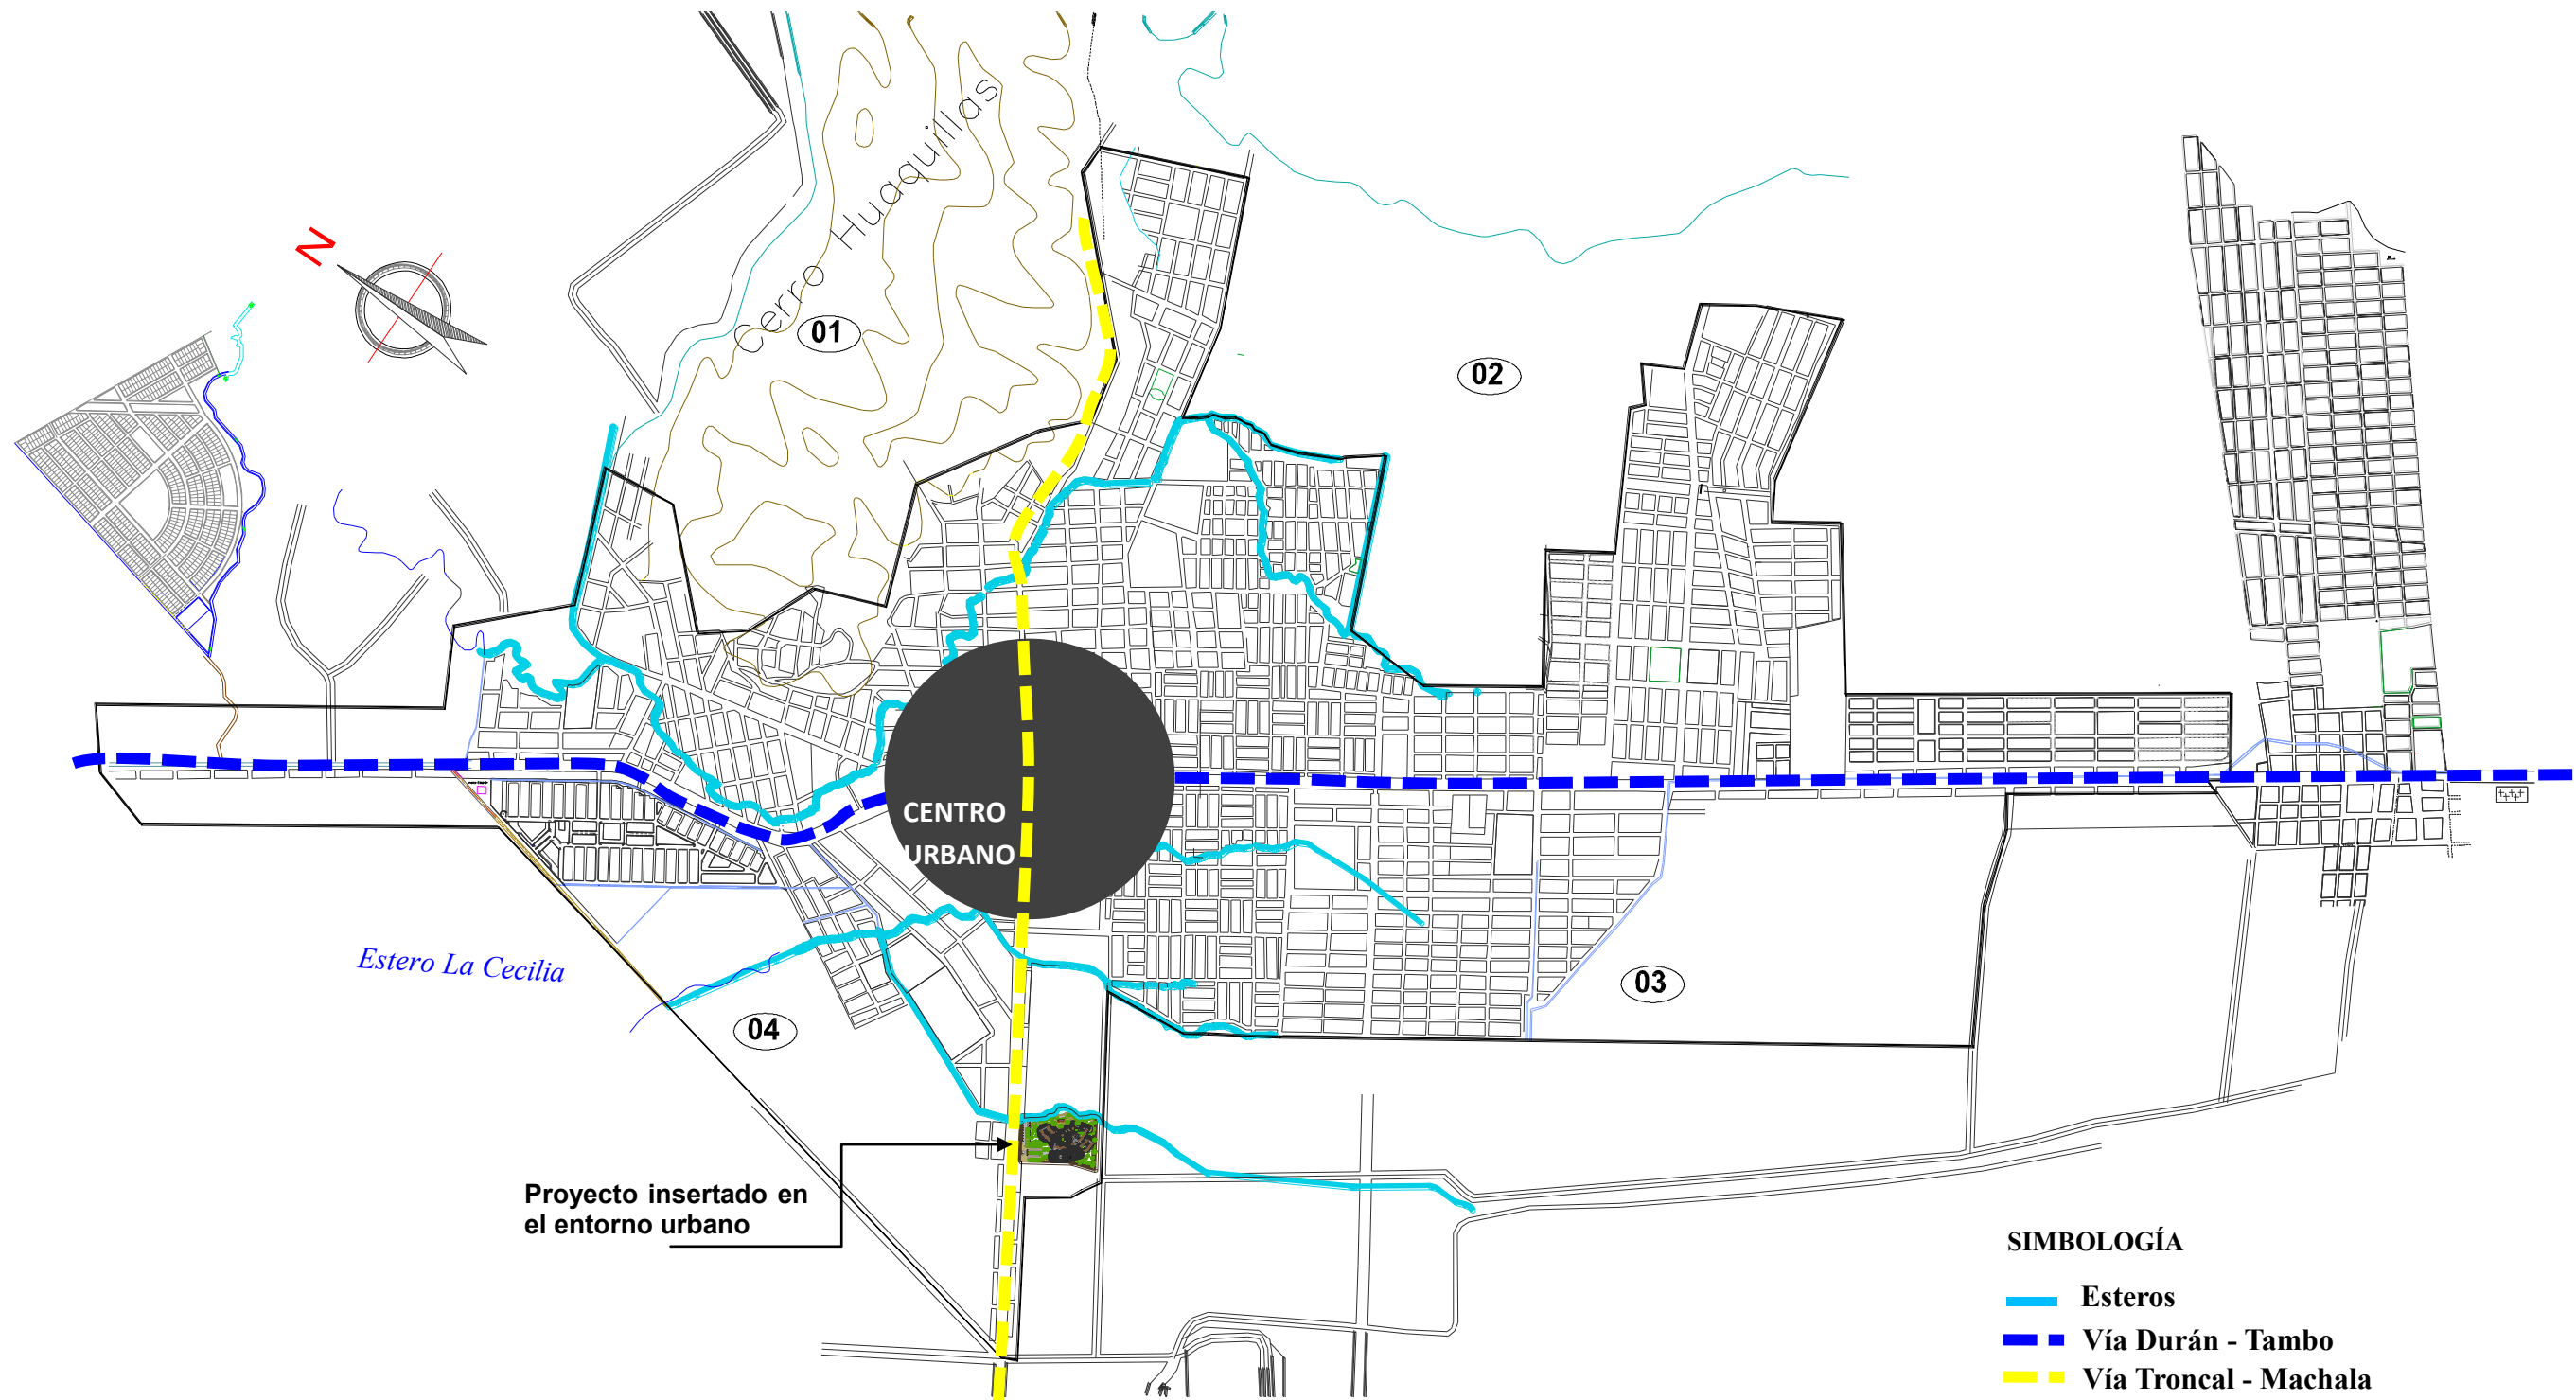 Cerro Huaquillas
N
01
02
CENTRO
URBANO
Estero La Cecilia
03
04
Proyecto insertado en
el entorno urbano
SIMBOLOGÍA
Esteros
Vía Durán - Tambo
Vía Troncal - Machala